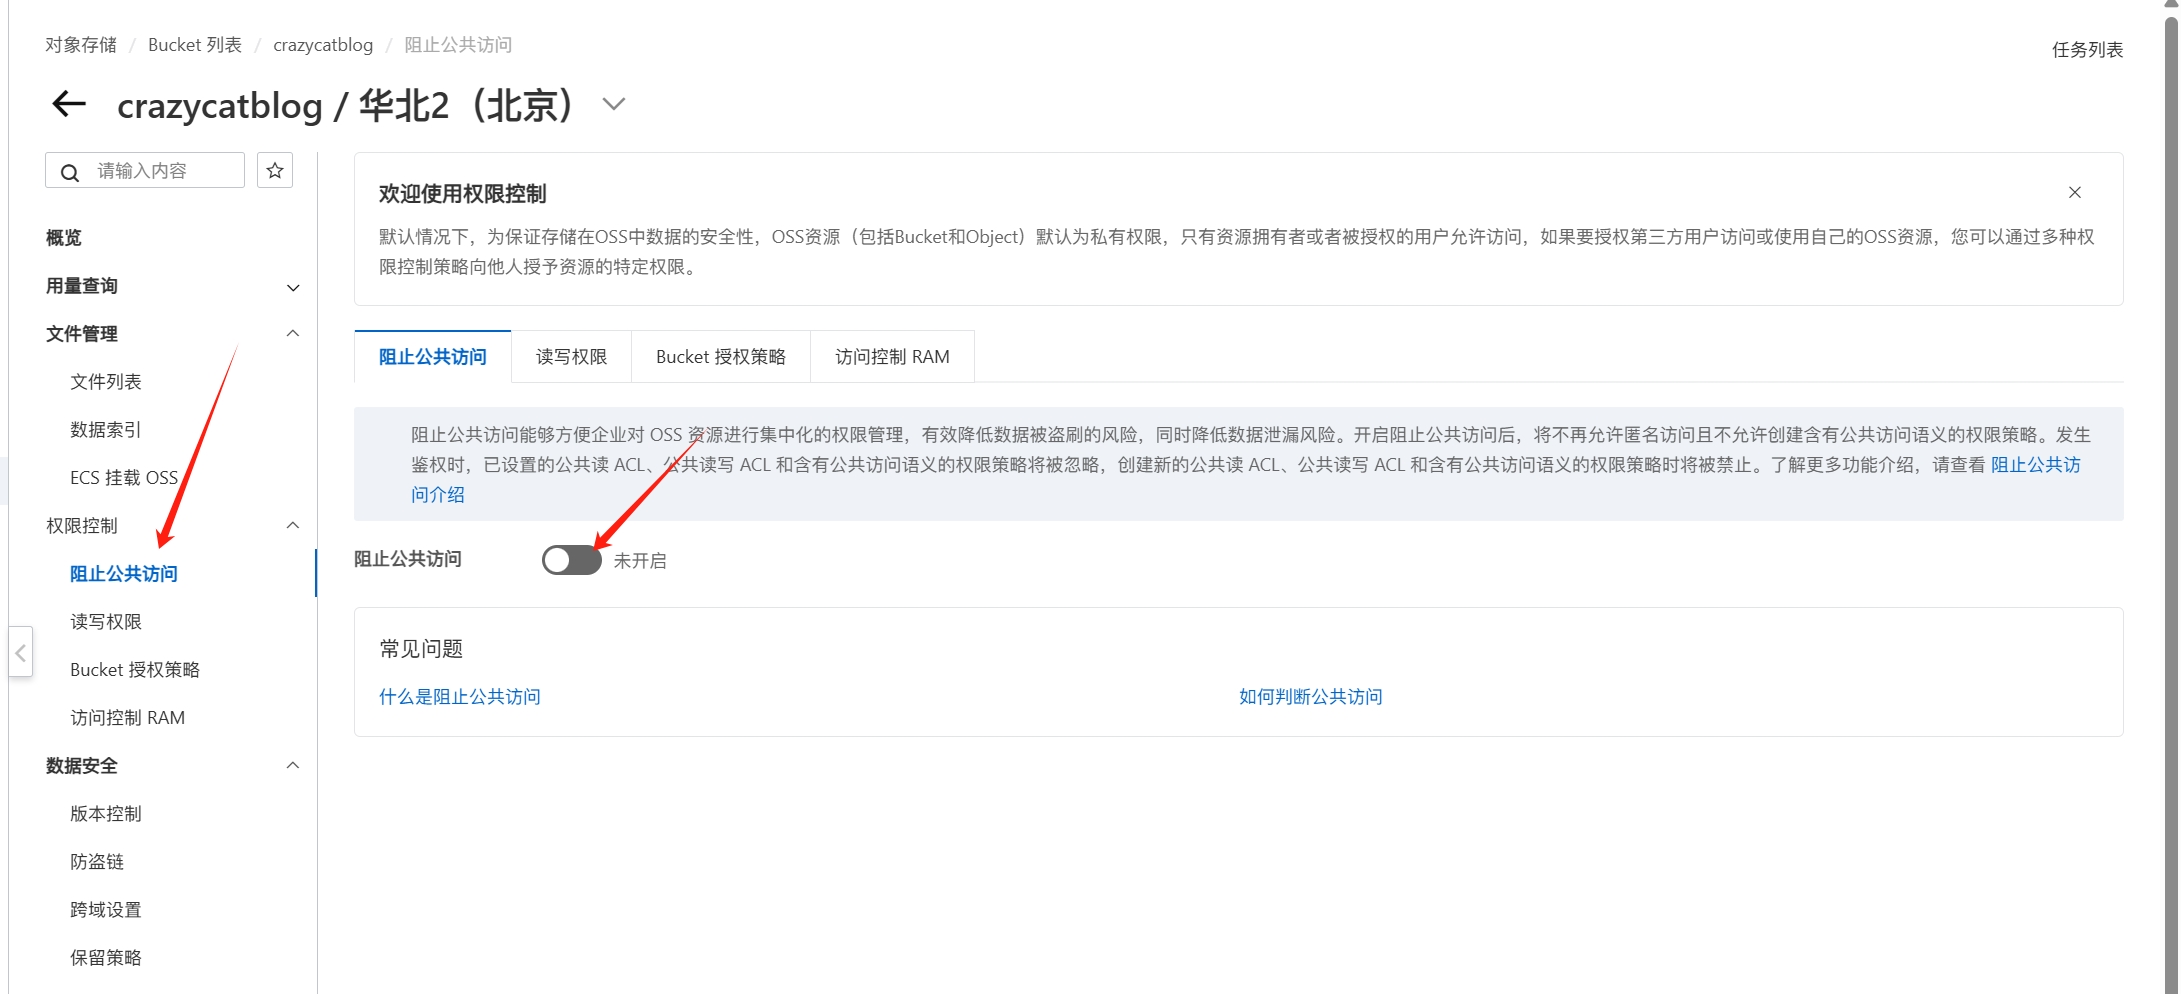 对象存储 / Bucket 列表 / crazycatblog / 阻止公共访问
任务列表
crazycatblog / 华北2（北京）
请输入内容
概览
用量查询
文件管理
文件列表
数据索引
ECS 挂载 OSS
权限控制
阻止公共访问
读写权限
Bucket 授权策略
访问控制 RAM
数据安全
版本控制
防盗链
跨域设置
保留策略
欢迎使用权限控制
默认情况下，为保证存储在OSS中数据的安全性，OSS资源（包括Bucket和Object）默认为私有权限，只有资源拥有者或者被授权的用户允许访问，如果要授权第三方用户访问或使用自己的OSS资源，您可以通过多种权
限控制策略向他人授予资源的特定权限。
阻止公共访问 读写权限 Bucket 授权策略 访问控制 RAM
阻止公共访问能够方便企业对 OSS 资源进行集中化的权限管理，有效降低数据被盗刷的风险，同时降低数据泄漏风险。开启阻止公共访问后，将不再允许匿名访问且不允许创建含有公共访问语义的权限策略。发生
鉴权时，已设置的公共读 ACL、公共读写 ACL 和含有公共访问语义的权限策略将被忽略，创建新的公共读 ACL、公共读写 ACL 和含有公共访问语义的权限策略时将被禁止。了解更多功能介绍，请查看 阻止公共访
问介绍
阻止公共访问 未开启
常见问题
什么是阻止公共访问 如何判断公共访问